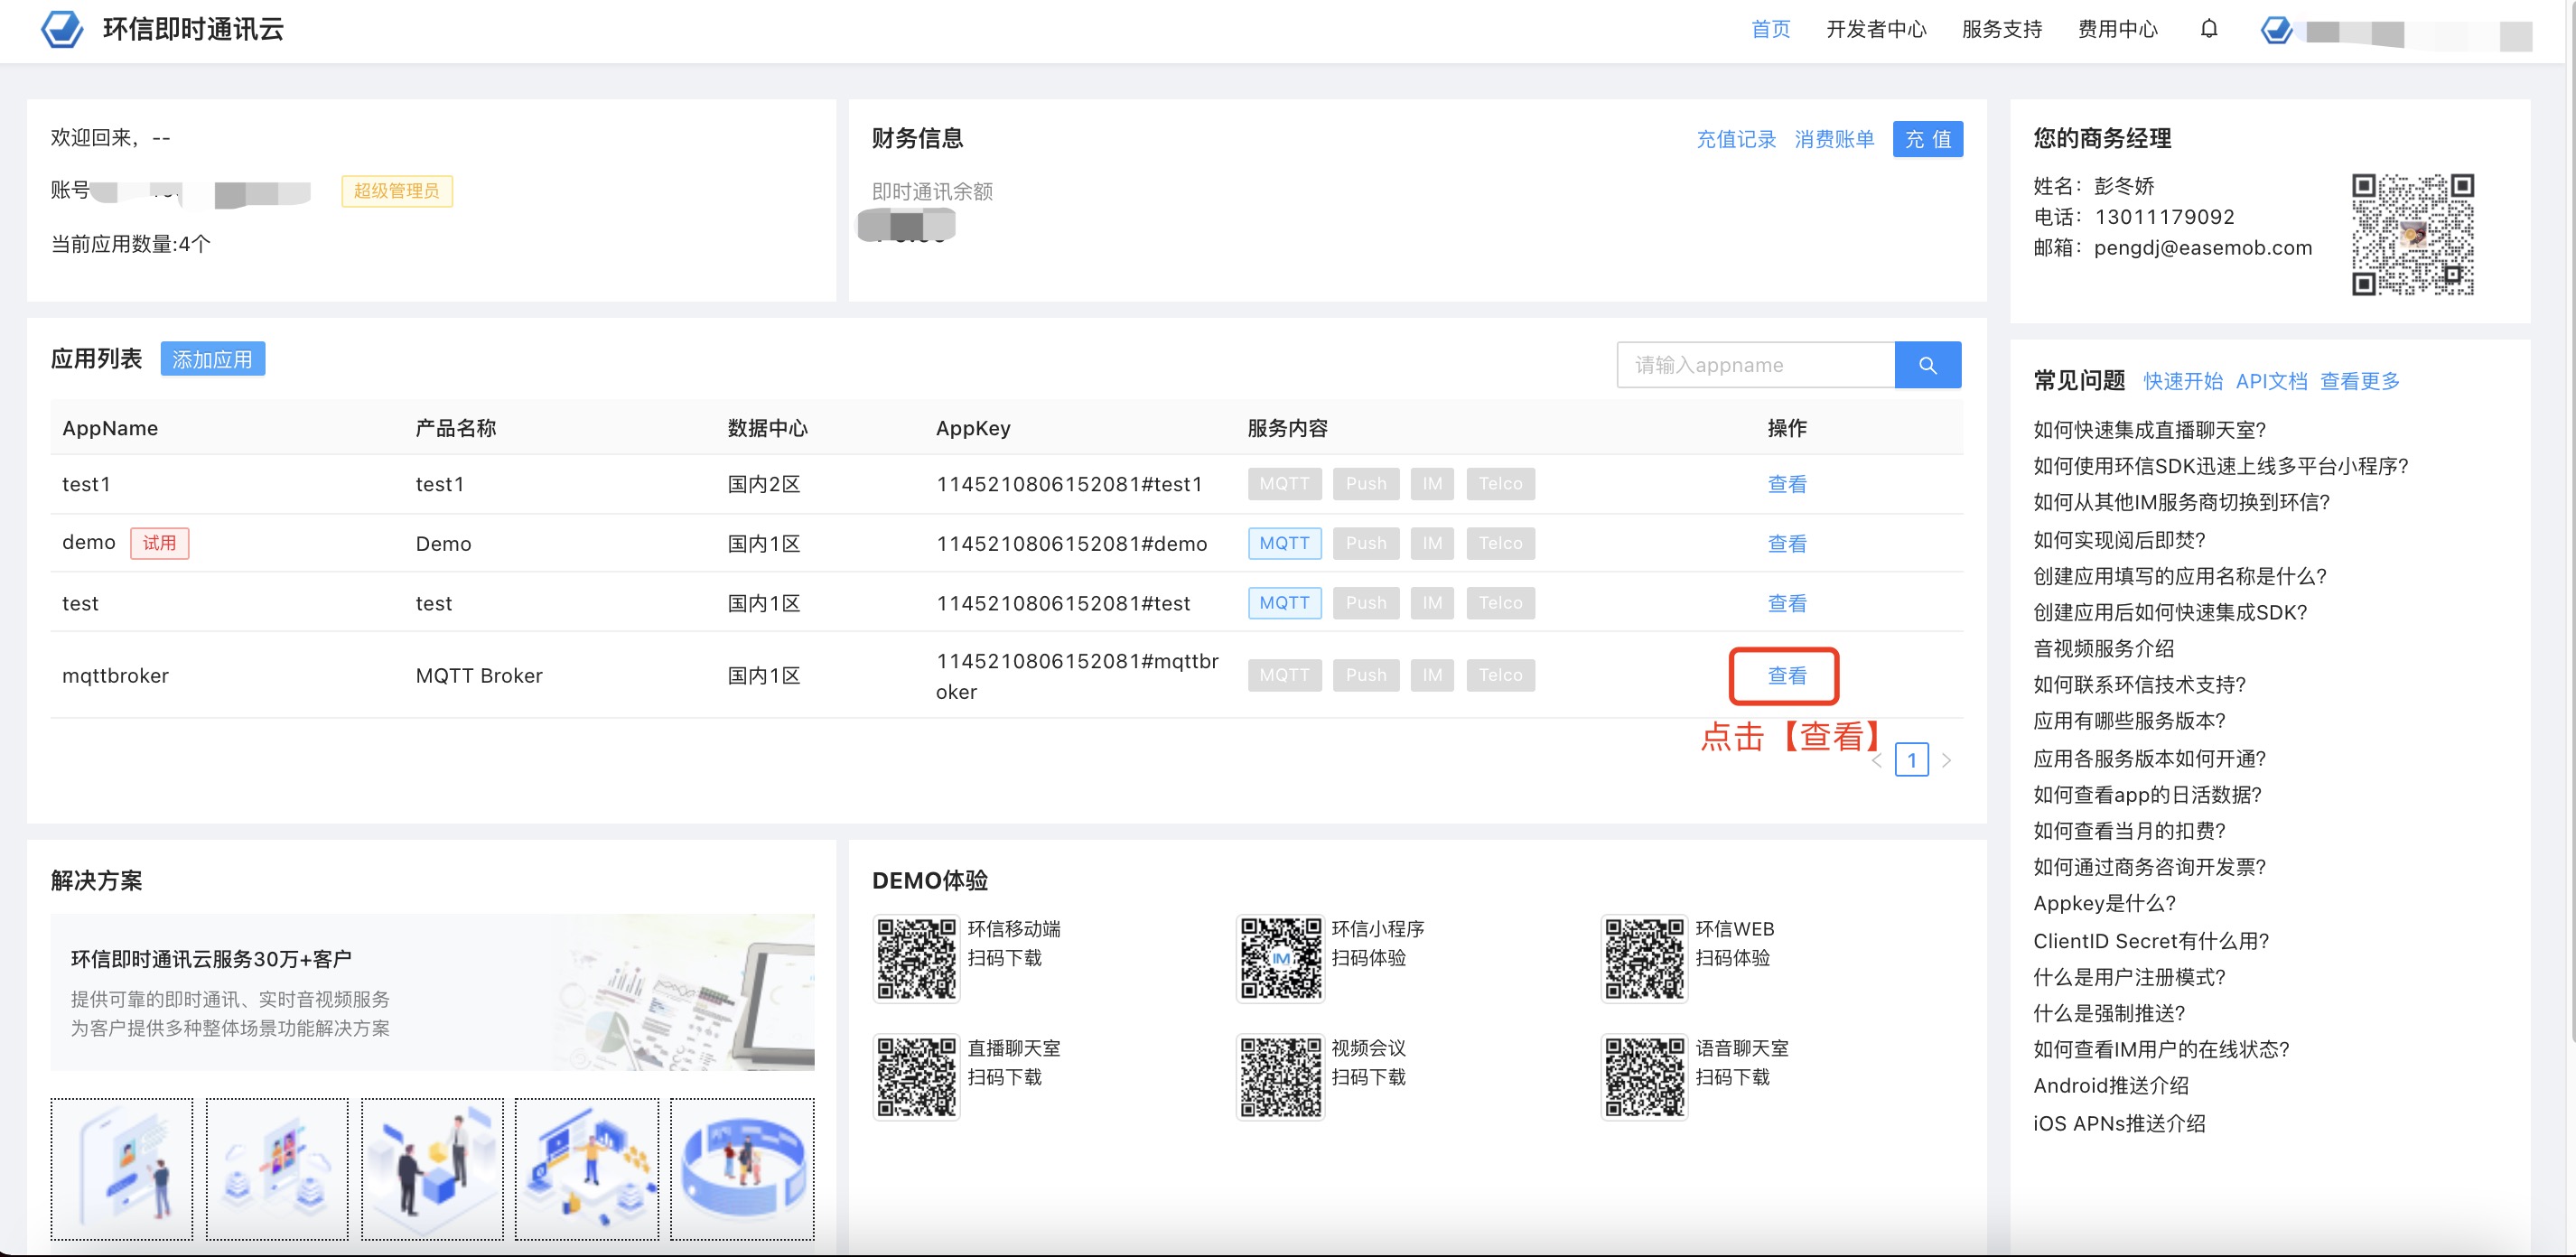 环信即时通讯云
首页 开发者中心 服务支持 费用中心
欢迎回来, --
账号
超级管理员
当前应用数量:4个
财务信息
充值记录 消费账单 充 值
即时通讯余额
您的商务经理
姓名: 彭冬娇
电话: 13011179092
邮箱: pengdj@easemob.com
应用列表 添加应用
请输入appname
AppName 产品名称 数据中心 AppKey 服务内容 操作
test1 test1 国内2区 1145210806152081#test1 MQTT Push IM Telco 查看
demo 试用 Demo 国内1区 1145210806152081#demo MQTT Push IM Telco 查看
test test 国内1区 1145210806152081#test MQTT Push IM Telco 查看
mqttbroker MQTT Broker 国内1区 1145210806152081#mqttbr
oker MQTT Push IM Telco 查看
点击【查看】
1
常见问题 快速开始 API文档 查看更多
如何快速集成直播聊天室?
如何使用环信SDK迅速上线多平台小程序?
如何从其他IM服务商切换到环信?
如何实现阅后即焚?
创建应用填写的应用名称是什么?
创建应用后如何快速集成SDK?
音视频服务介绍
如何联系环信技术支持?
应用有哪些服务版本?
应用各服务版本如何开通?
如何查看app的日活数据?
如何查看当月的扣费?
如何通过商务咨询开发票?
Appkey是什么?
ClientID Secret有什么用?
什么是用户注册模式?
什么是强制推送?
如何查看IM用户的在线状态?
Android推送介绍
iOS APNs推送介绍
解决方案
环信即时通讯云服务30万+客户
提供可靠的即时通讯、实时音视频服务
为客户提供多种整体场景功能解决方案
DEMO体验
环信移动端
扫码下载
IM
环信小程序
扫码体验
环信WEB
扫码体验
直播聊天室
扫码下载
视频会议
扫码下载
语音聊天室
扫码下载